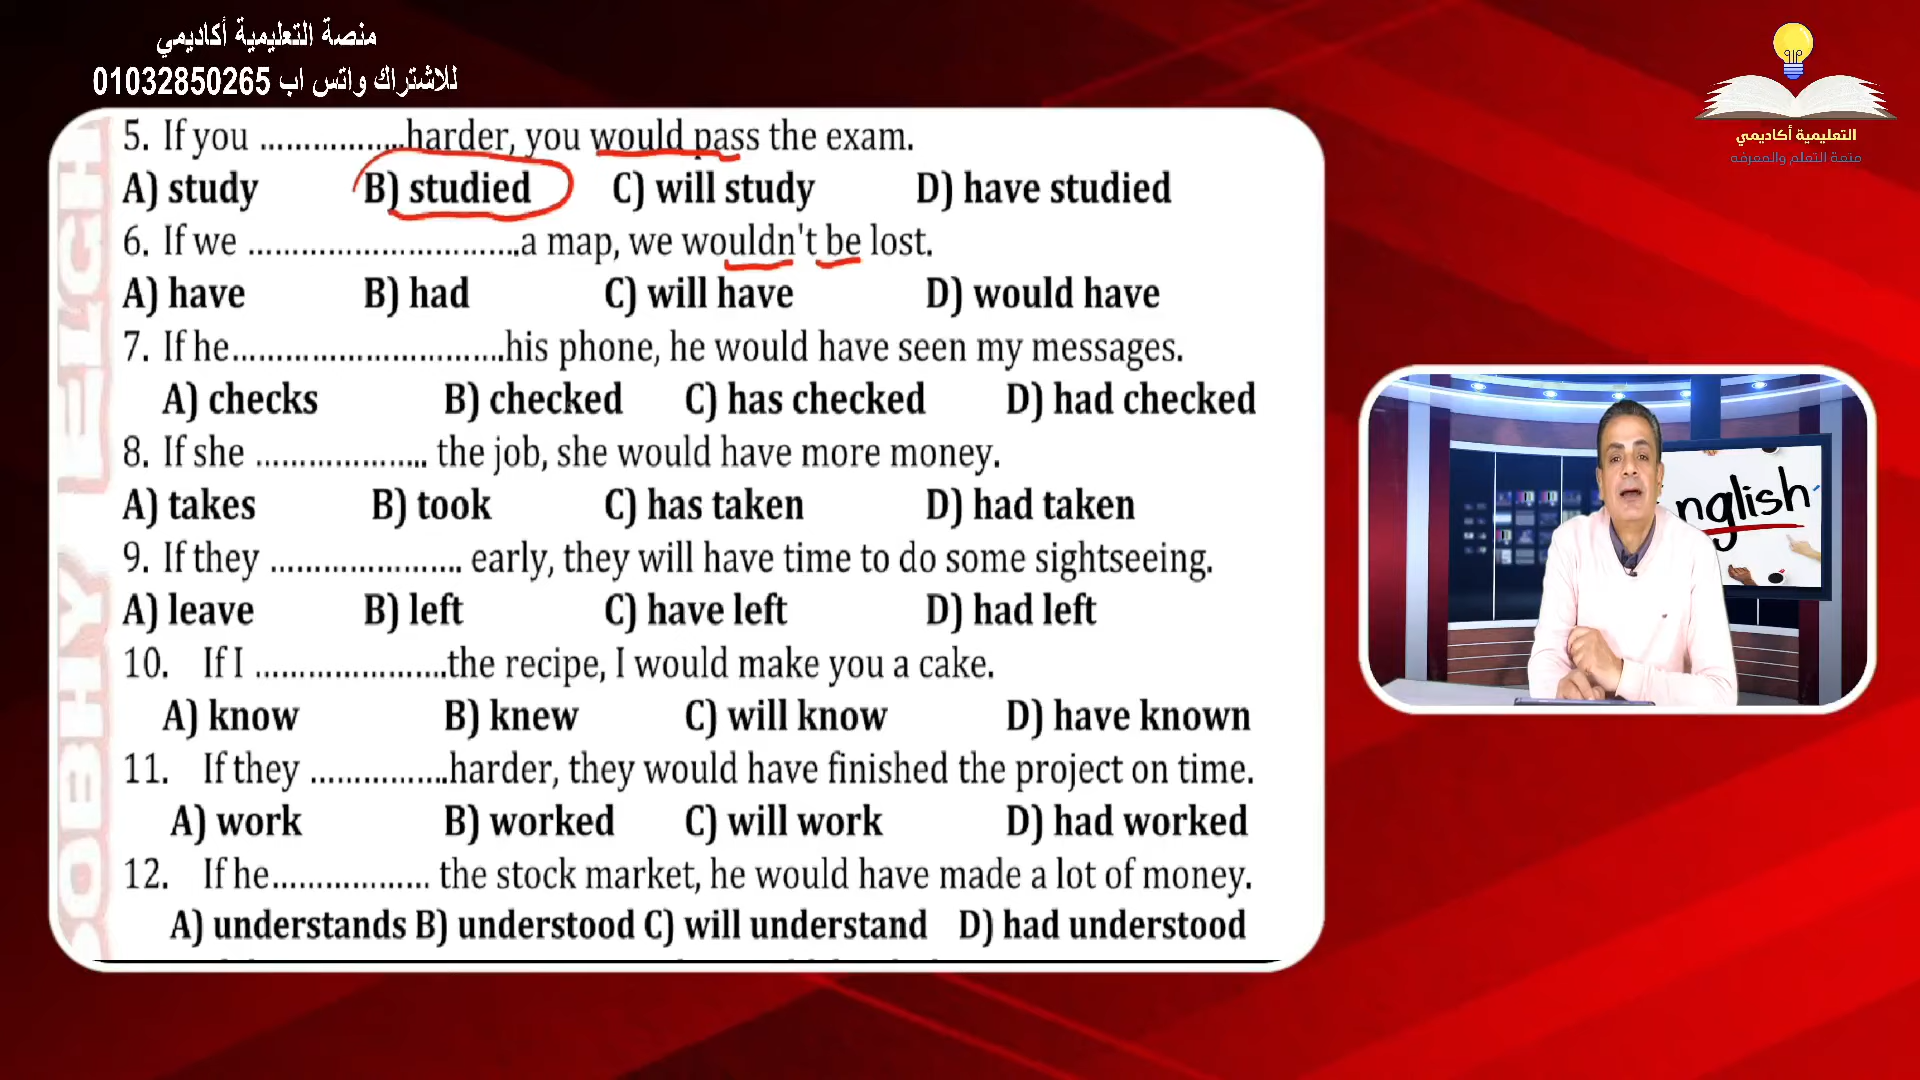 منصة التعليمية أكاديمي
للاشتراك واتس اب 01032850265
التعليمية أكاديمي
متعة التعلم والمعرفه
5. If you ................harder, you would pass the exam.
A) study B) studied C) will study D) have studied
6. If we ..............................a map, we wouldn't be lost.
A) have B) had C) will have D) would have
7. If he..............................his phone, he would have seen my messages.
A) checks B) checked C) has checked D) had checked
8. If she ................... the job, she would have more money.
A) takes B) took C) has taken D) had taken
9. If they ..................... early, they will have time to do some sightseeing.
A) leave B) left C) have left D) had left
10. If I .....................the recipe, I would make you a cake.
A) know B) knew C) will know D) have known
11. If they ...............harder, they would have finished the project on time.
A) work B) worked C) will work D) had worked
12. If he.................. the stock market, he would have made a lot of money.
A) understands B) understood C) will understand D) had understood
nglish